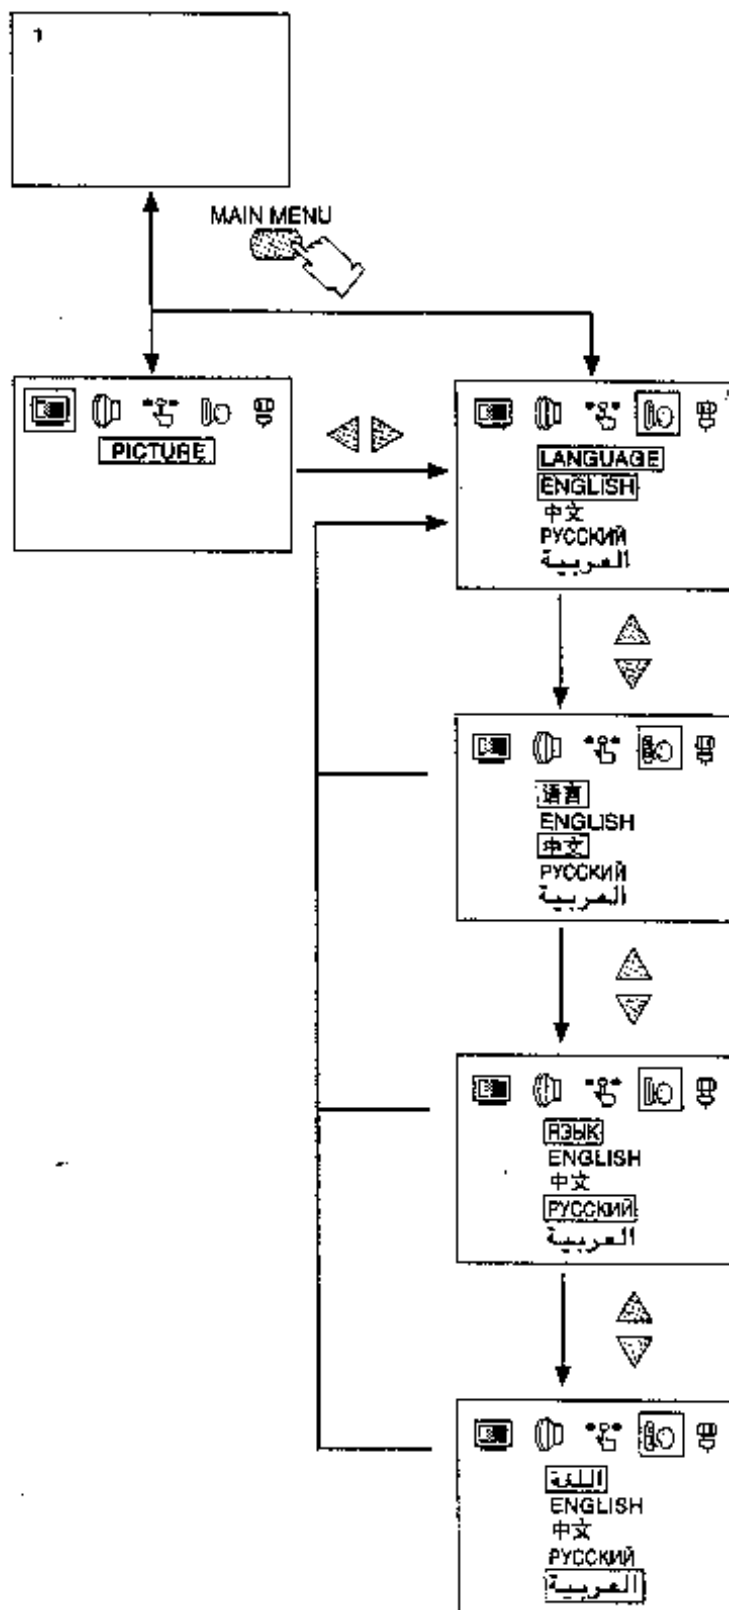 1
MAIN MENU
PICTURE
LANGUAGE
ENGLISH
中文
РУССКИЙ
العربية
语言
ENGLISH
中文
РУССКИЙ
العربية
ЯЗЫК
ENGLISH
中文
РУССКИЙ
العربية
اللغة
ENGLISH
中文
РУССКИЙ
العربية